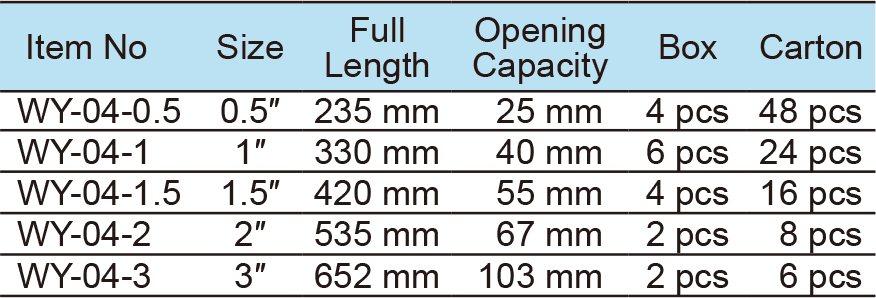 Item No Size Full Length Opening Capacity Box Carton
WY-04-0.5 0.5″ 235 mm 25 mm 4 pcs 48 pcs
WY-04-1 1″ 330 mm 40 mm 6 pcs 24 pcs
WY-04-1.5 1.5″ 420 mm 55 mm 4 pcs 16 pcs
WY-04-2 2″ 535 mm 67 mm 2 pcs 8 pcs
WY-04-3 3″ 652 mm 103 mm 2 pcs 6 pcs